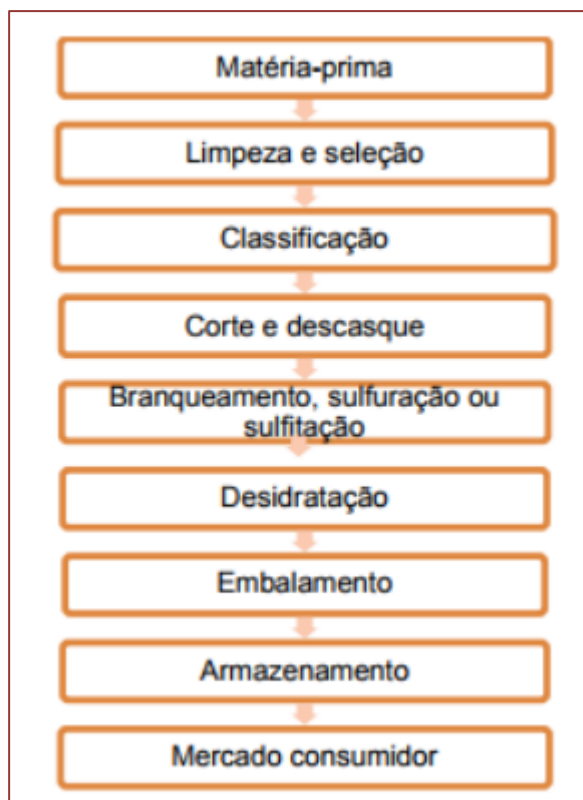 Matéria-prima
Limpeza e seleção
Classificação
Corte e descasque
Branqueamento, sulfuração ou
sulfitação
Desidratação
Embalamento
Armazenamento
Mercado consumidor